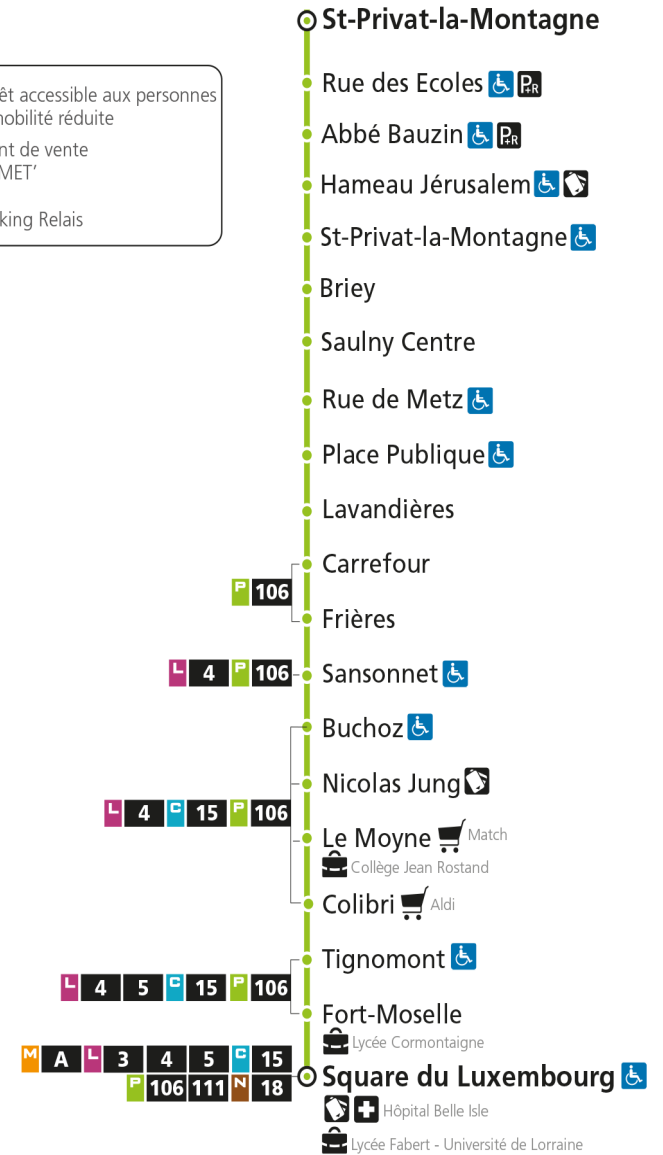 St-Privat-la-Montagne
Rue des Ecoles P+R
accessible aux personnes
Abbé Bauzin P+R
mobilité réduite
de vente
MET'
Hameau Jérusalem
Relais
St-Privat-la-Montagne
Briey
Saulny Centre
Rue de Metz
Place Publique
Lavandières
Carrefour
P 106
Frières
L 4 P 106 Sansonnet
Buchoz
Nicolas Jung
L 4 C 15 P 106
Le Moyne Match
Collège Jean Rostand
Colibri Aldi
Tignomont
L 4 5 C 15 P 106
Fort-Moselle
Lycée Cormontaigne
M A L 3 4 5 C 15
P 106 111 N 18
Square du Luxembourg
Hôpital Belle Isle
Lycée Fabert - Université de Lorraine